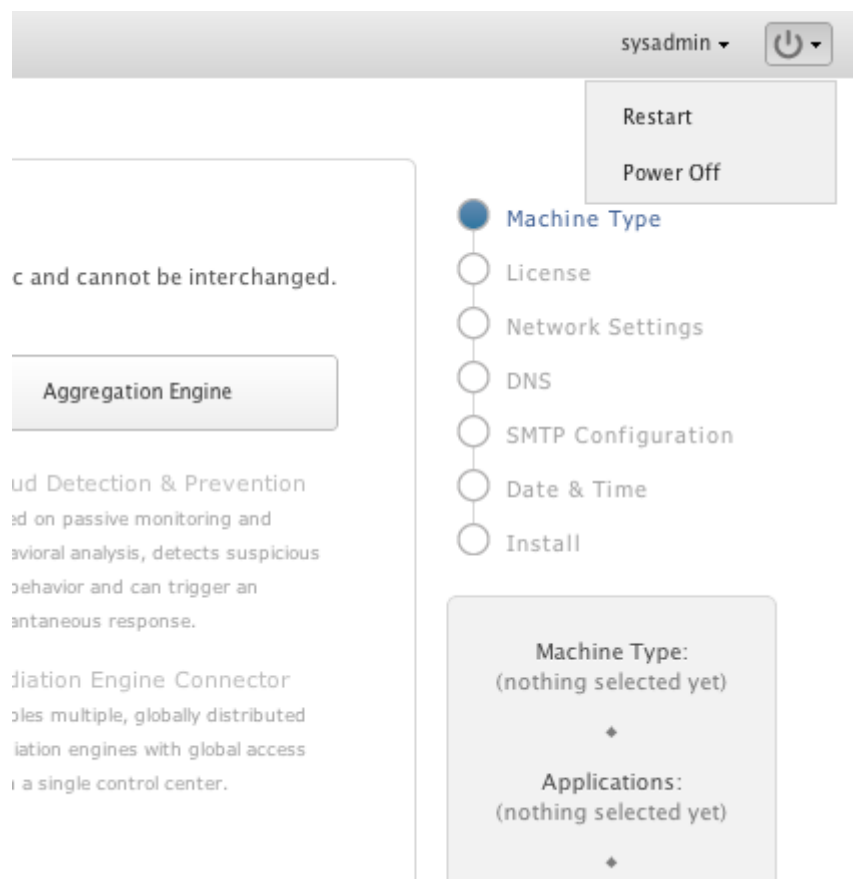 sysadmin
Restart
Power Off
Machine Type
License
Network Settings
DNS
SMTP Configuration
Date & Time
Install
c and cannot be interchanged.
Aggregation Engine
ud Detection & Prevention
ed on passive monitoring and
avioral analysis, detects suspicious
behavior and can trigger an
antaneous response.
diation Engine Connector
bles multiple, globally distributed
iation engines with global access
a single control center.
Machine Type:
(nothing selected yet)
Applications:
(nothing selected yet)